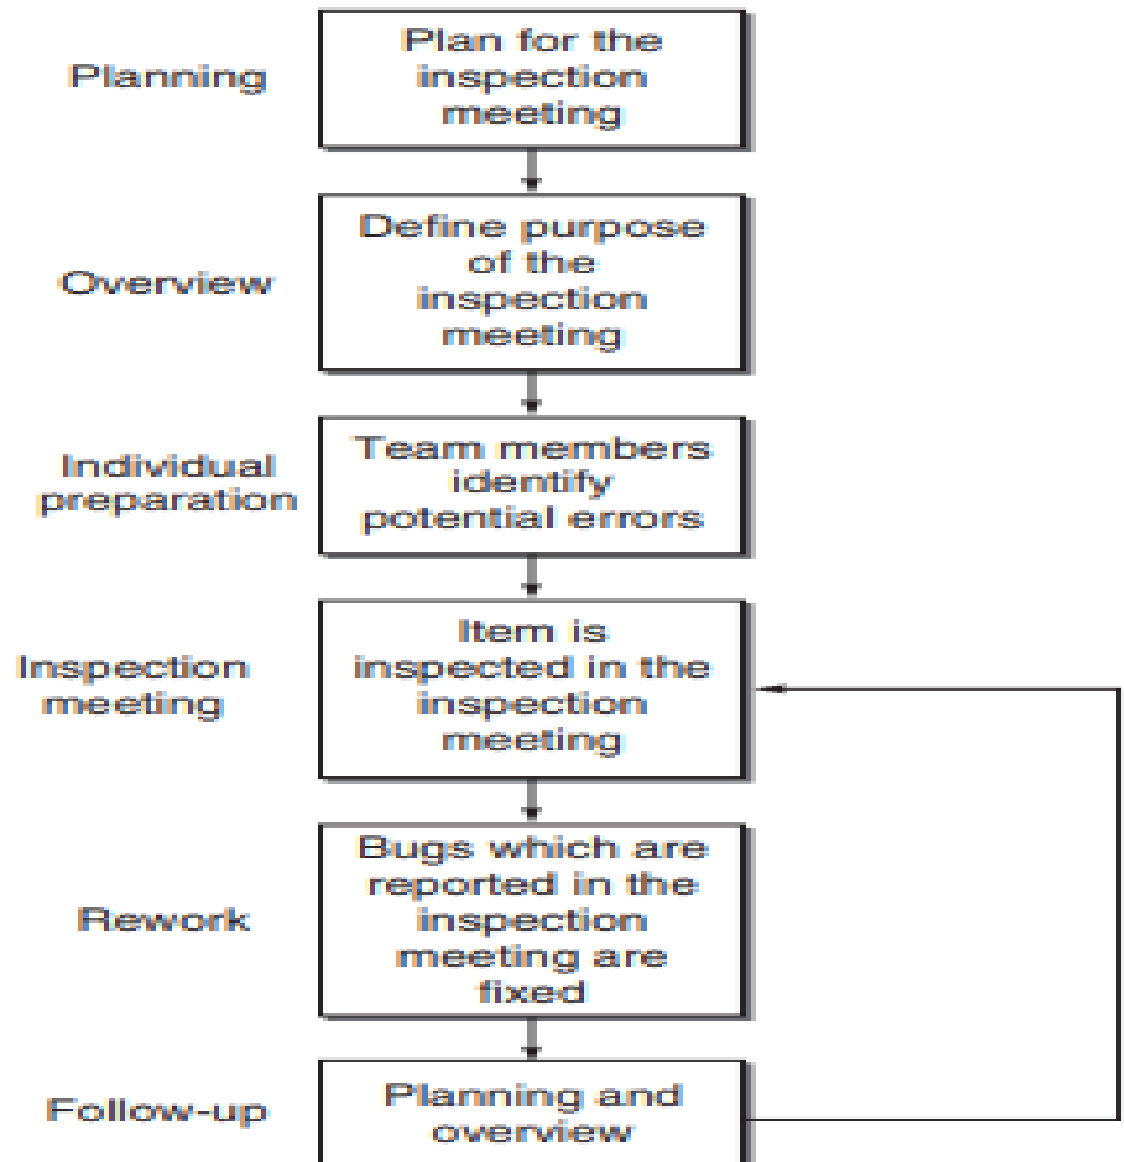 Planning
Plan for the
inspection
meeting
Overview
Define purpose
of the
inspection
meeting
Individual
preparation
Team members
identify
potential errors
Inspection
meeting
Item is
inspected in the
inspection
meeting
Rework
Bugs which are
reported in the
inspection
meeting are
fixed
Follow-up
Planning and
overview